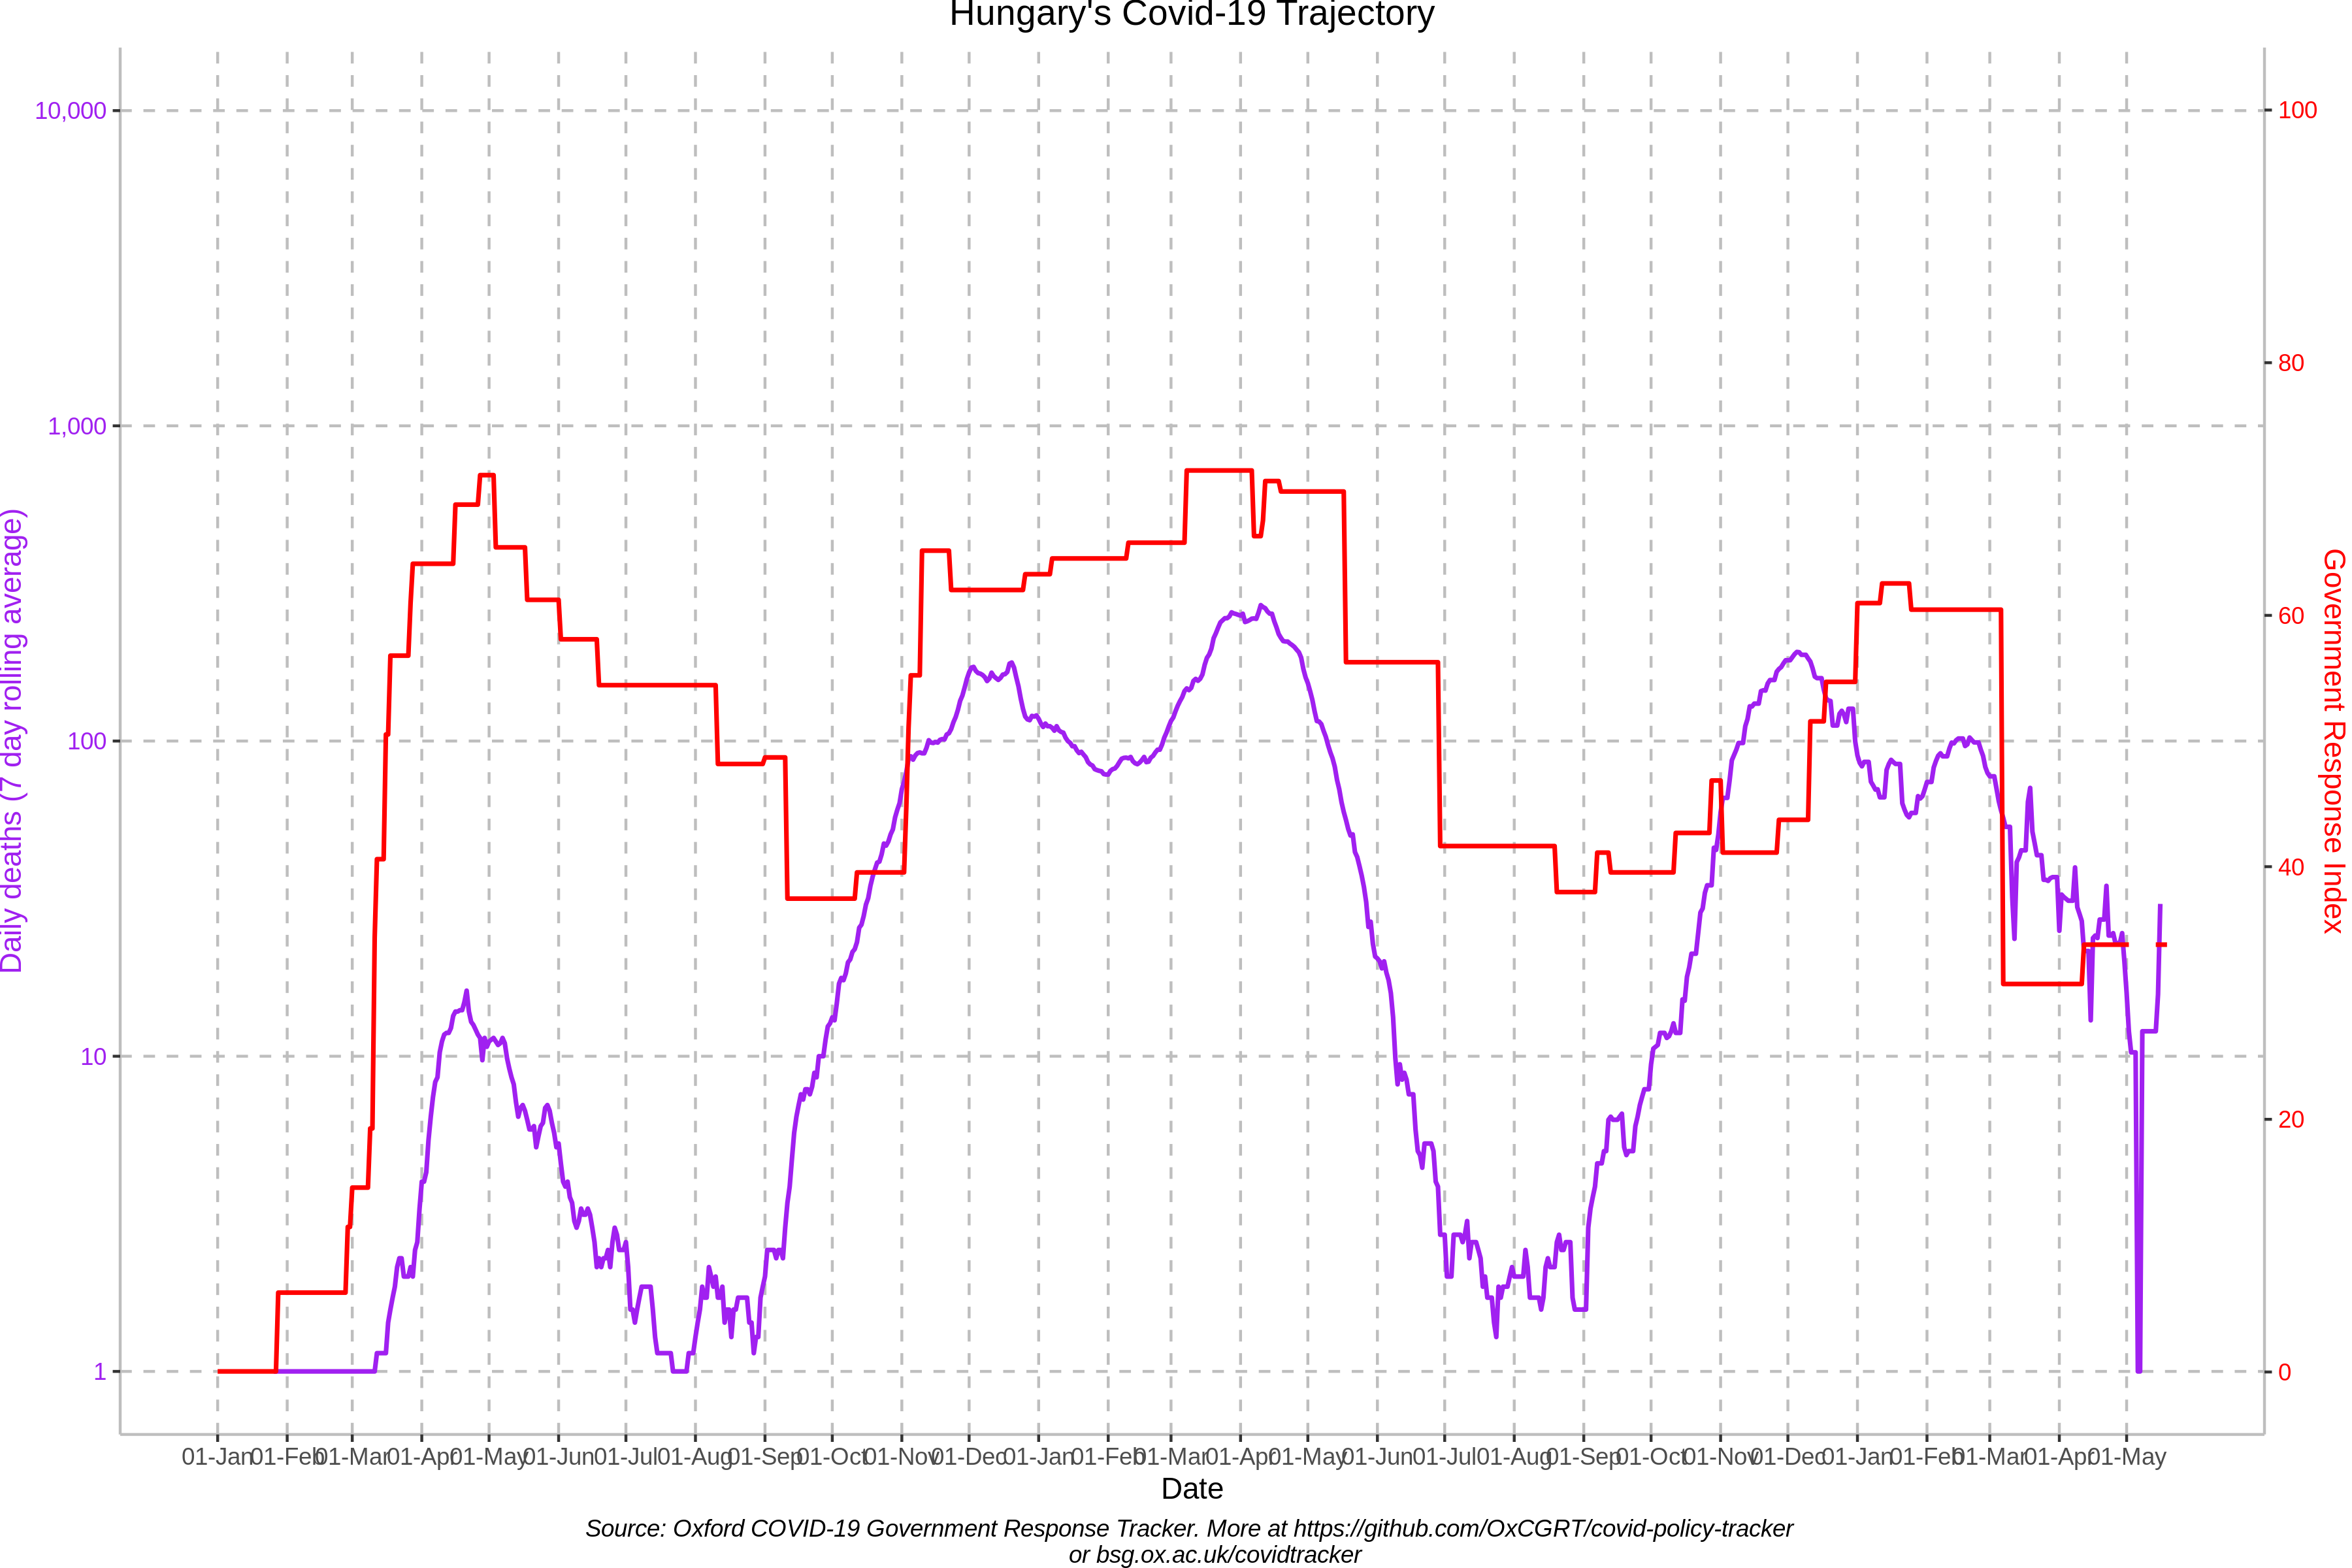 Hungary's Covid-19 Trajectory
10,000
1,000
100
10
1
Daily deaths (7 day rolling average)
100
80
60
40
20
0
Government Response Index
01-Jan 01-Feb 01-Mar 01-Apr 01-May 01-Jun 01-Jul 01-Aug 01-Sep 01-Oct 01-Nov 01-Dec 01-Jan 01-Feb 01-Mar 01-Apr 01-May 01-Jun 01-Jul 01-Aug 01-Sep 01-Oct 01-Nov 01-Dec 01-Jan 01-Feb 01-Mar 01-Apr 01-May
Date
Source: Oxford COVID-19 Government Response Tracker. More at https://github.com/OxCGRT/covid-policy-tracker
or bsg.ox.ac.uk/covidtracker